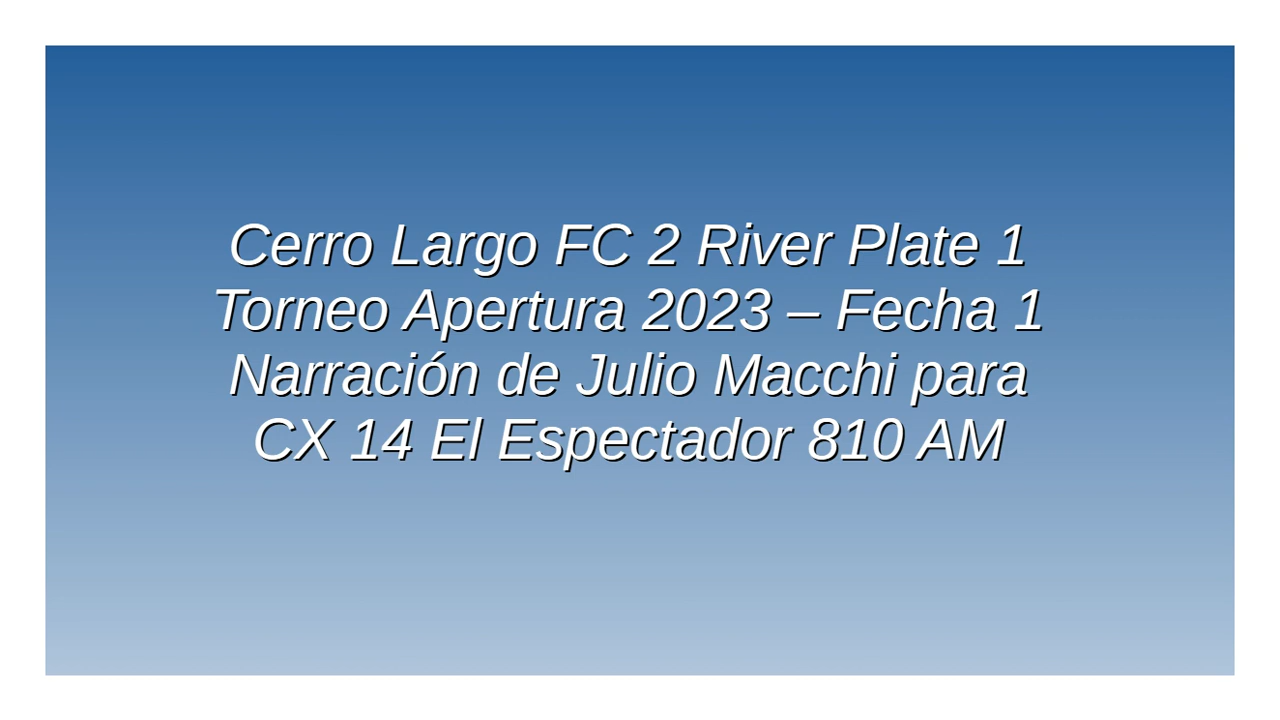 Cerro Largo FC 2 River Plate 1
Torneo Apertura 2023 – Fecha 1
Narración de Julio Macchi para
CX 14 El Espectador 810 AM